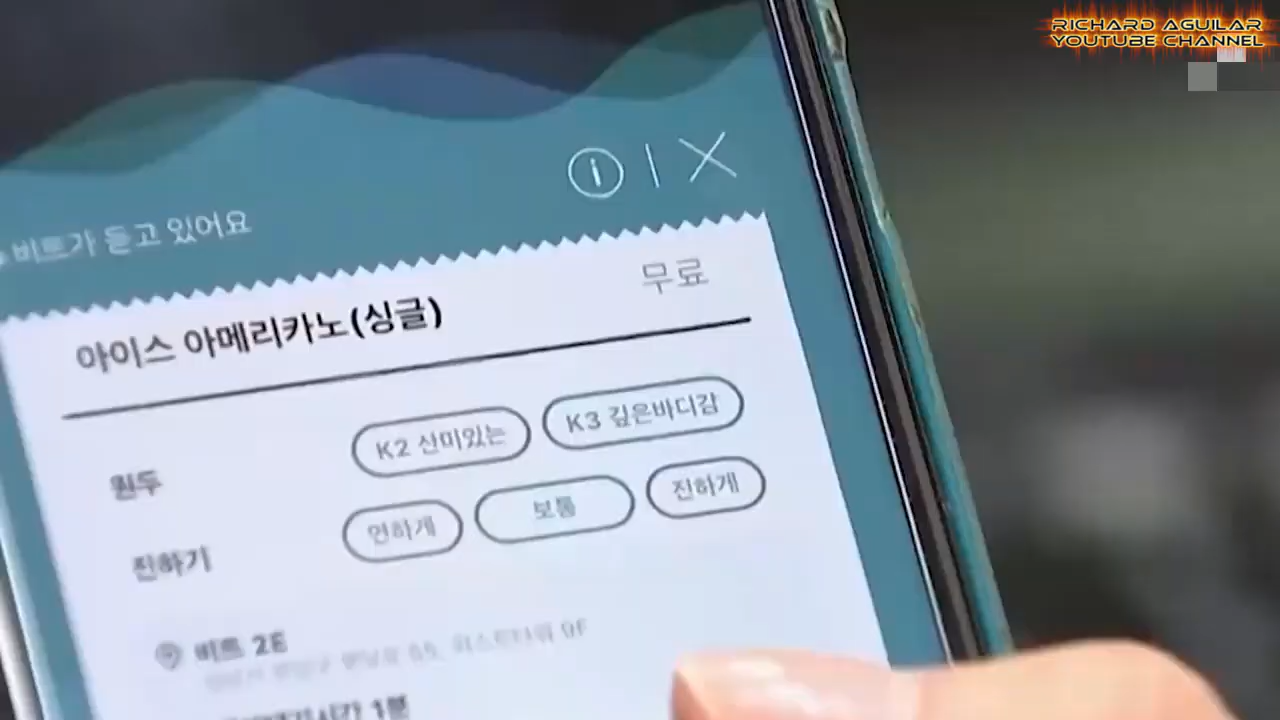 RICHARD AGUILAR
YOUTUBE CHANNEL
비트가 듣고 있어요
아이스 아메리카노(싱글) 무료
원두 K2 산미있는 K3 깊은바디감
진하기 연하게 보통 진하게
비트 2E
1분